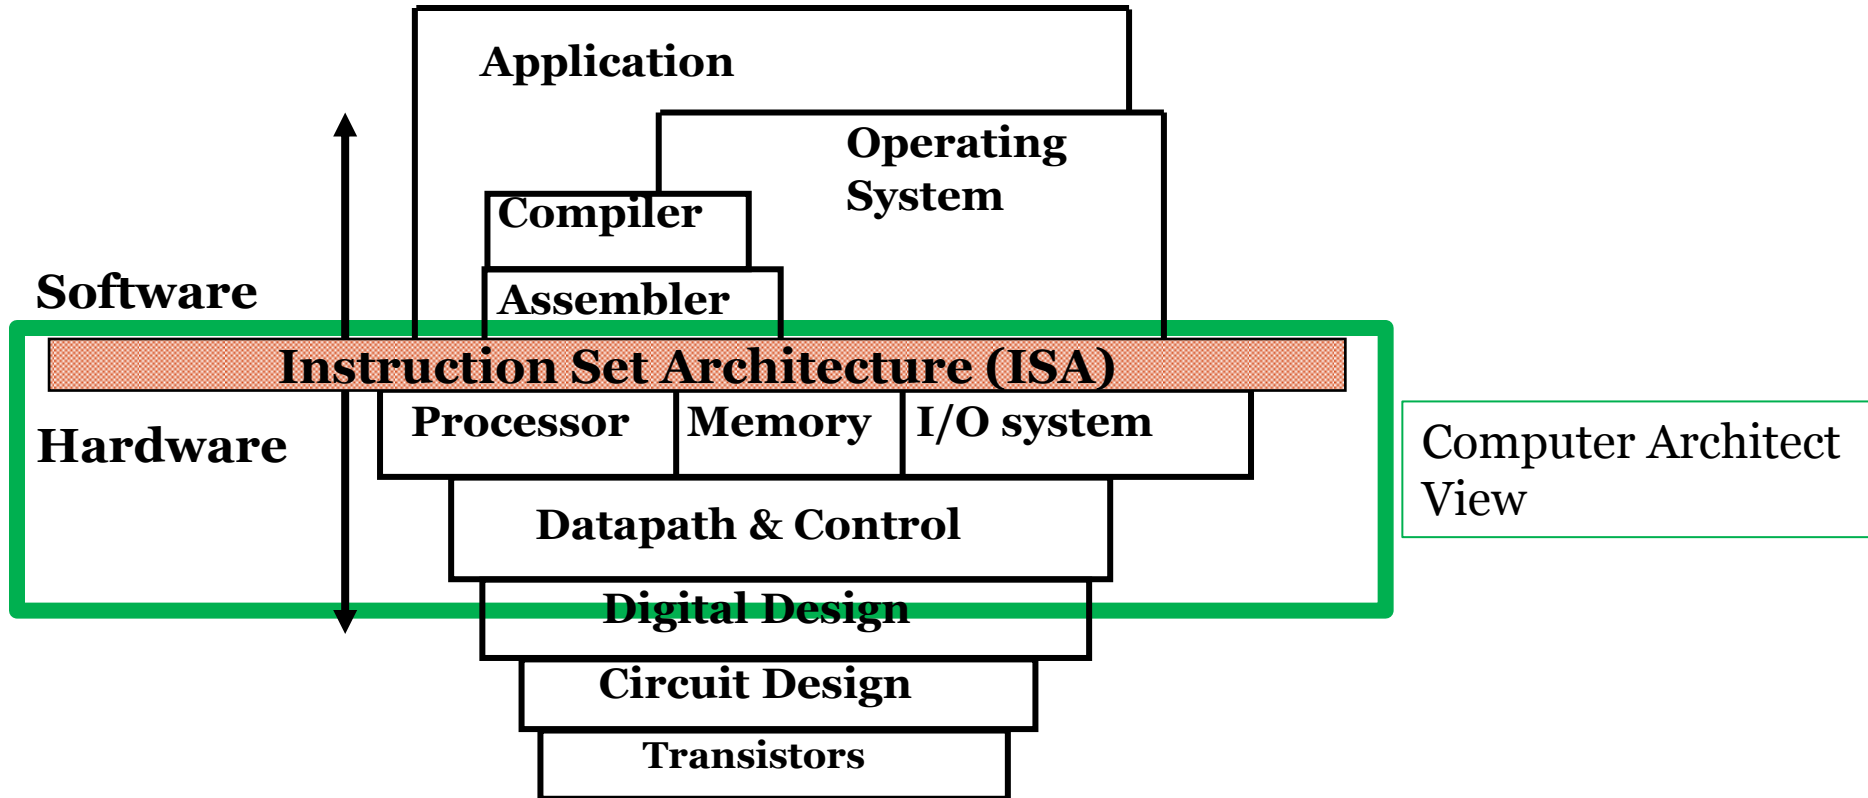 Application
Operating
System
Compiler
Assembler
Software
Instruction Set Architecture (ISA)
Hardware
Processor
Memory
I/O system
Computer Architect
View
Datapath & Control
Digital Design
Circuit Design
Transistors